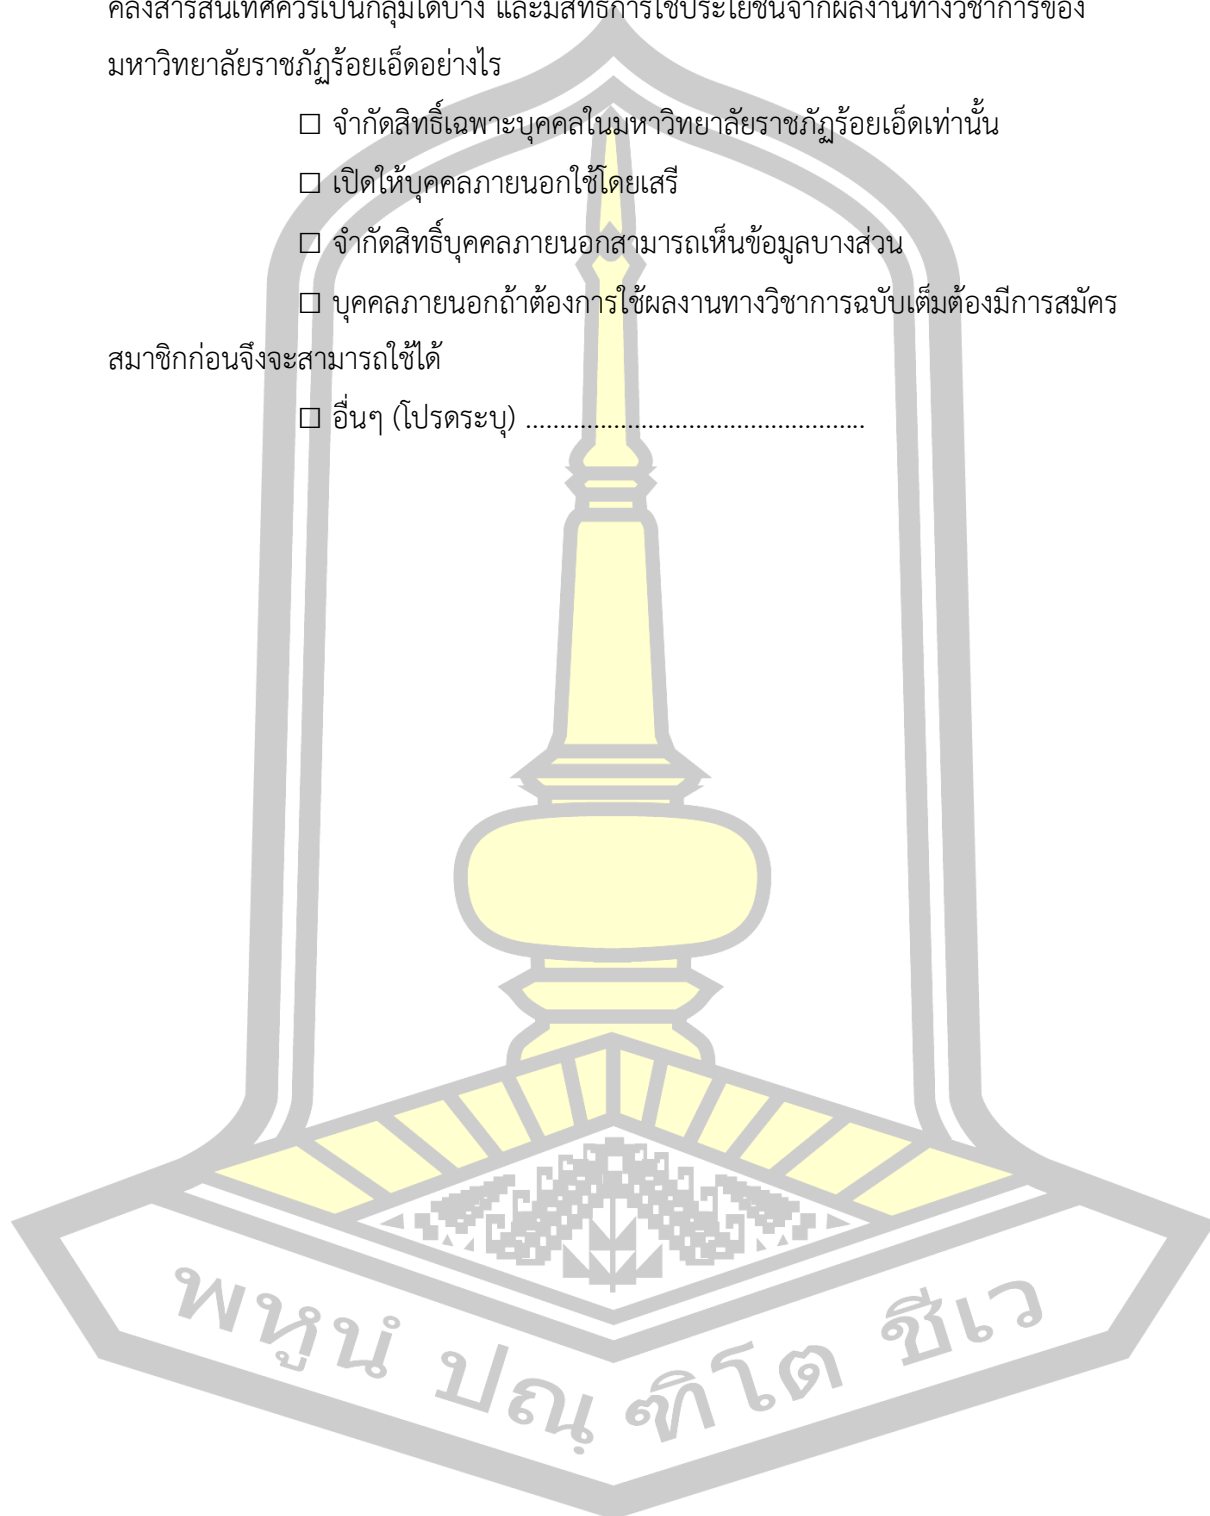 คลังสารสนเทศควรเป็นกลุ่มใดบ้าง และมีสิทธิ์การใช้ประโยชน์จากผลงานทางวิชาการของ
มหาวิทยาลัยราชภัฏร้อยเอ็ดอย่างไร
☐ จำกัดสิทธิ์เฉพาะบุคคลในมหาวิทยาลัยราชภัฏร้อยเอ็ดเท่านั้น
☐ เปิดให้บุคคลภายนอกใช้โดยเสรี
☐ จำกัดสิทธิ์บุคคลภายนอกสามารถเห็นข้อมูลบางส่วน
☐ บุคคลภายนอกถ้าต้องการใช้ผลงานทางวิชาการฉบับเต็มต้องมีการสมัคร
สมาชิกก่อนจึงจะสามารถใช้ได้
☐ อื่นๆ (โปรดระบุ) ..................................................
พหูนํ ปณฺฑิโต ชีเว